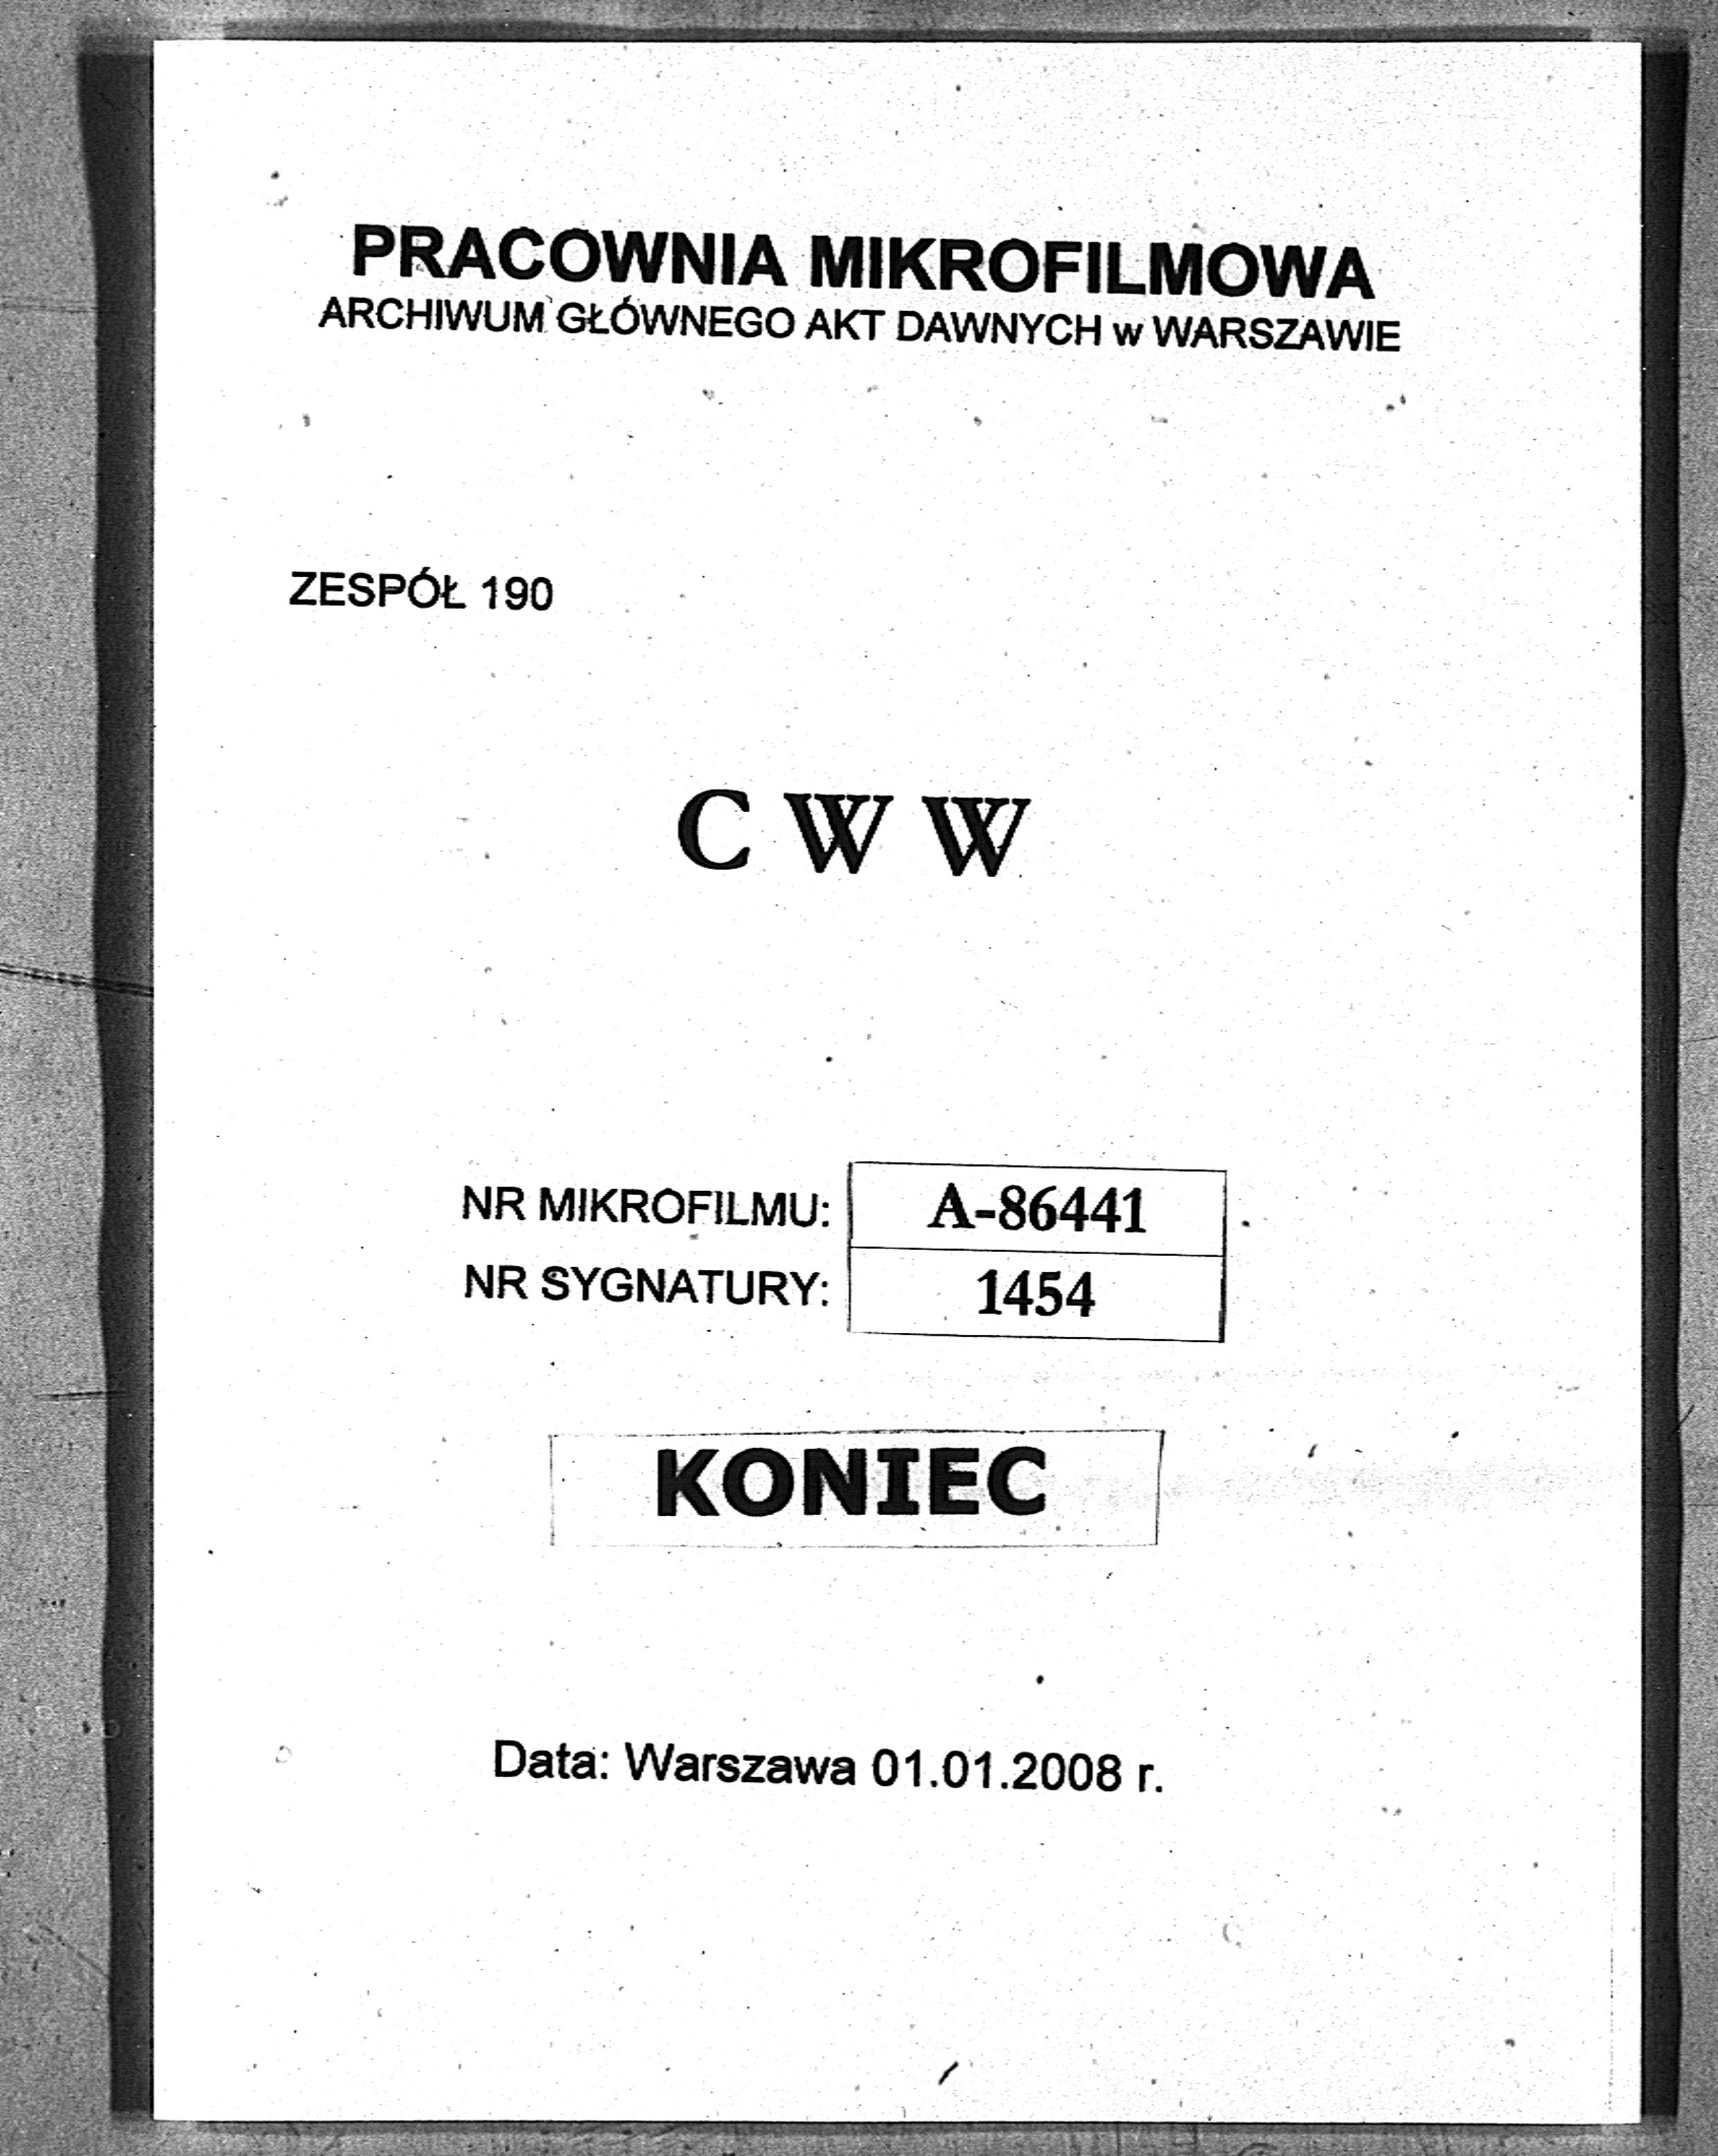 PRACOWNIA MIKROFILMOWA
ARCHIWUM GŁÓWNEGO AKT DAWNYCH w WARSZAWIE
ZESPÓŁ 190
C W W
NR MIKROFILMU: A-86441
NR SYGNATURY: 1454
KONIEC
Data: Warszawa 01.01.2008 r.